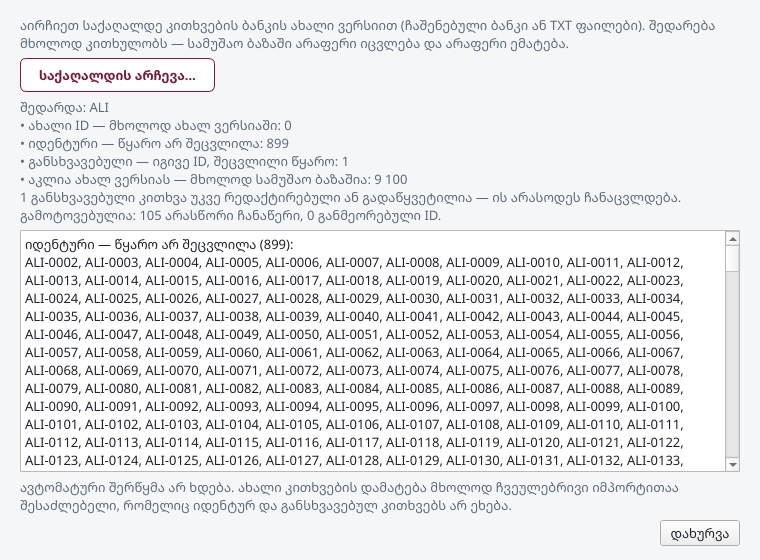 აირჩიეთ საქაღალდე კითხვების ბანკის ახალი ვერსიით (ჩაშენებული ბანკი ან TXT ფაილები). შედარება
მხოლოდ კითხულობს — სამუშაო ბაზაში არაფერი იცვლება და არაფერი ემატება.
საქაღალდის არჩევა...
შედარდა: ALI
• ახალი ID — მხოლოდ ახალ ვერსიაში: 0
• იდენტური — წყარო არ შეცვლილა: 899
• განსხვავებული — იგივე ID, შეცვლილი წყარო: 1
• აკლია ახალ ვერსიას — მხოლოდ სამუშაო ბაზაშია: 9 100
1 განსხვავებული კითხვა უკვე რედაქტირებული ან გადაწყვეტილია — ის არასოდეს ჩანაცვლდება.
გამოტოვებულია: 105 არასწორი ჩანაწერი, 0 განმეორებული ID.
იდენტური — წყარო არ შეცვლილა (899):
ALI-0002, ALI-0003, ALI-0004, ALI-0005, ALI-0006, ALI-0007, ALI-0008, ALI-0009, ALI-0010, ALI-0011, ALI-0012,
ALI-0013, ALI-0014, ALI-0015, ALI-0016, ALI-0017, ALI-0018, ALI-0019, ALI-0020, ALI-0021, ALI-0022, ALI-0023,
ALI-0024, ALI-0025, ALI-0026, ALI-0027, ALI-0028, ALI-0029, ALI-0030, ALI-0031, ALI-0032, ALI-0033, ALI-0034,
ALI-0035, ALI-0036, ALI-0037, ALI-0038, ALI-0039, ALI-0040, ALI-0041, ALI-0042, ALI-0043, ALI-0044, ALI-0045,
ALI-0046, ALI-0047, ALI-0048, ALI-0049, ALI-0050, ALI-0051, ALI-0052, ALI-0053, ALI-0054, ALI-0055, ALI-0056,
ALI-0057, ALI-0058, ALI-0059, ALI-0060, ALI-0061, ALI-0062, ALI-0063, ALI-0064, ALI-0065, ALI-0066, ALI-0067,
ALI-0068, ALI-0069, ALI-0070, ALI-0071, ALI-0072, ALI-0073, ALI-0074, ALI-0075, ALI-0076, ALI-0077, ALI-0078,
ALI-0079, ALI-0080, ALI-0081, ALI-0082, ALI-0083, ALI-0084, ALI-0085, ALI-0086, ALI-0087, ALI-0088, ALI-0089,
ALI-0090, ALI-0091, ALI-0092, ALI-0093, ALI-0094, ALI-0095, ALI-0096, ALI-0097, ALI-0098, ALI-0099, ALI-0100,
ALI-0101, ALI-0102, ALI-0103, ALI-0104, ALI-0105, ALI-0106, ALI-0107, ALI-0108, ALI-0109, ALI-0110, ALI-0111,
ALI-0112, ALI-0113, ALI-0114, ALI-0115, ALI-0116, ALI-0117, ALI-0118, ALI-0119, ALI-0120, ALI-0121, ALI-0122,
ALI-0123, ALI-0124, ALI-0125, ALI-0126, ALI-0127, ALI-0128, ALI-0129, ALI-0130, ALI-0131, ALI-0132, ALI-0133,
ავტომატური შერწყმა არ ხდება. ახალი კითხვების დამატება მხოლოდ ჩვეულებრივი იმპორტითაა
შესაძლებელი, რომელიც იდენტურ და განსხვავებულ კითხვებს არ ეხება.
დახურვა